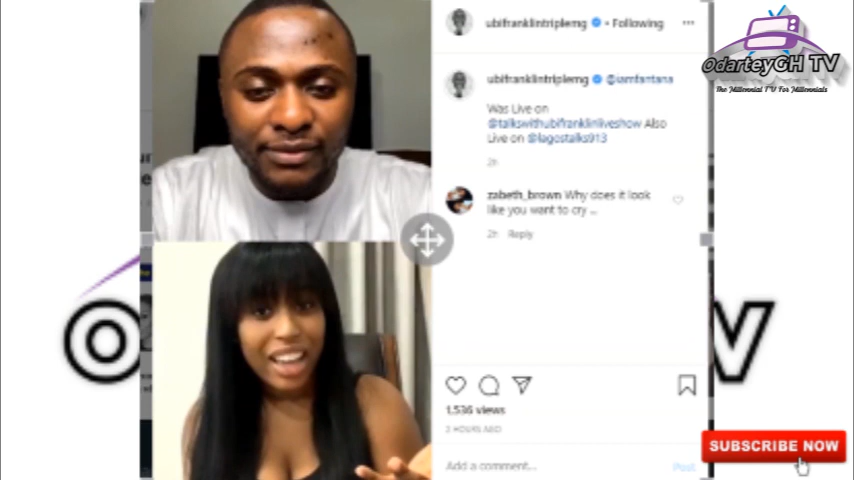 ubifranklintriplemg • Following
ubifranklintriplemg @iamfantana
Was Live on
@talkswithubifranklinliveshow Also
Live on @lagostalks913
2h
zabeth_brown Why does it look
like you want to cry ...
2h Reply
1,536 views
2 HOURS AGO
Add a comment...
Post
OdarteyGH TV
The Millennial TV For Millennials
O
V
SUBSCRIBE NOW